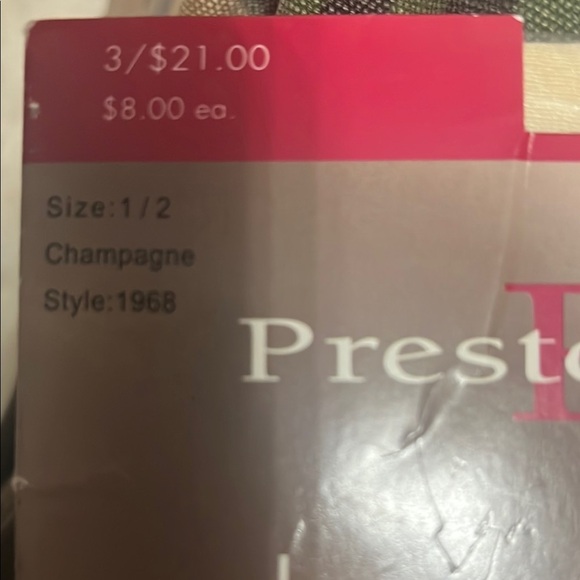 3/$21.00
$8.00 ea.
Size:1/2
Champagne
Style:1968
Presto